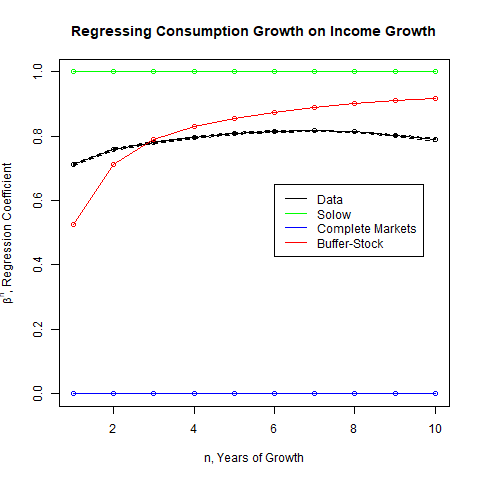 Regressing Consumption Growth on Income Growth
1.0
0.8
0.6
0.4
0.2
0.0
βⁿ, Regression Coefficient
Data
Solow
Complete Markets
Buffer-Stock
2
4
6
8
10
n, Years of Growth